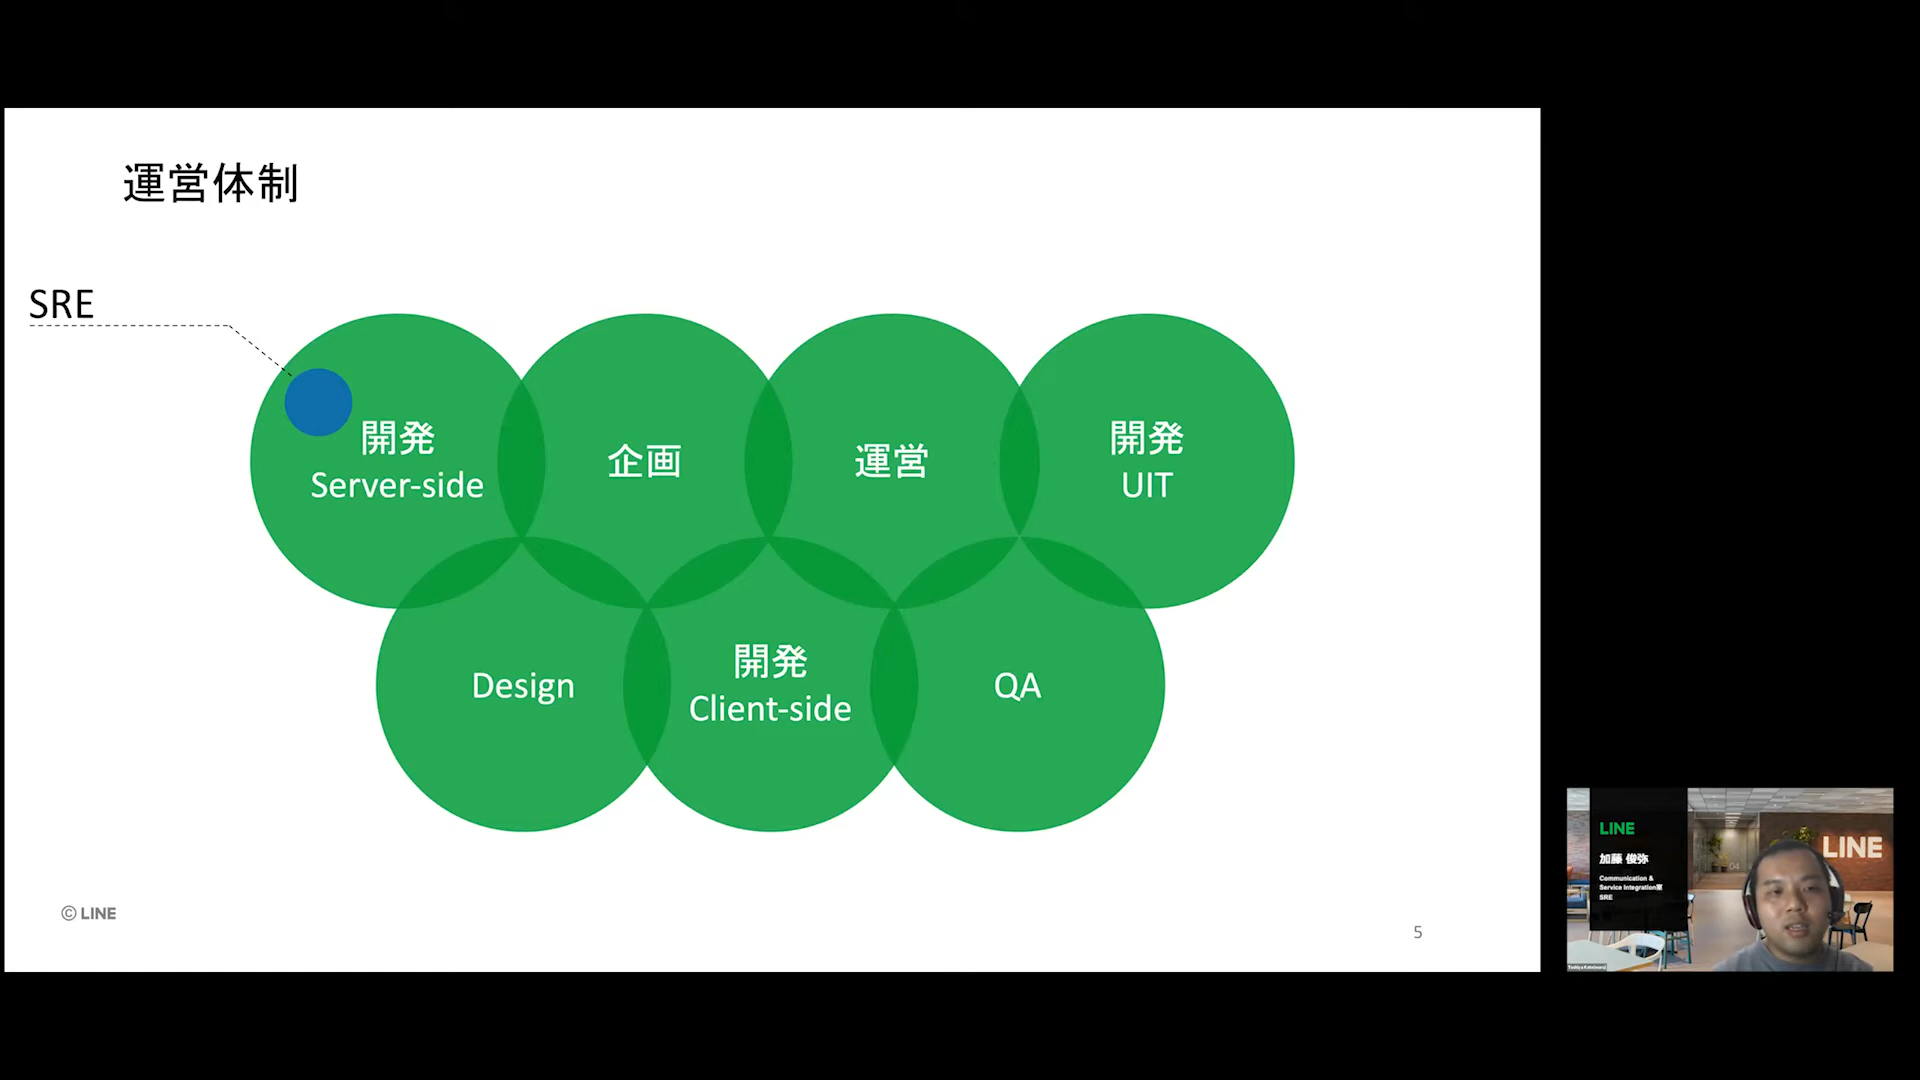 運営体制
SRE
開発
Server-side
企画
運営
開発
UIT
Design
開発
Client-side
QA
© LINE
5
LINE
加藤 俊弥
Communication &
Service Integration室
SRE
LINE